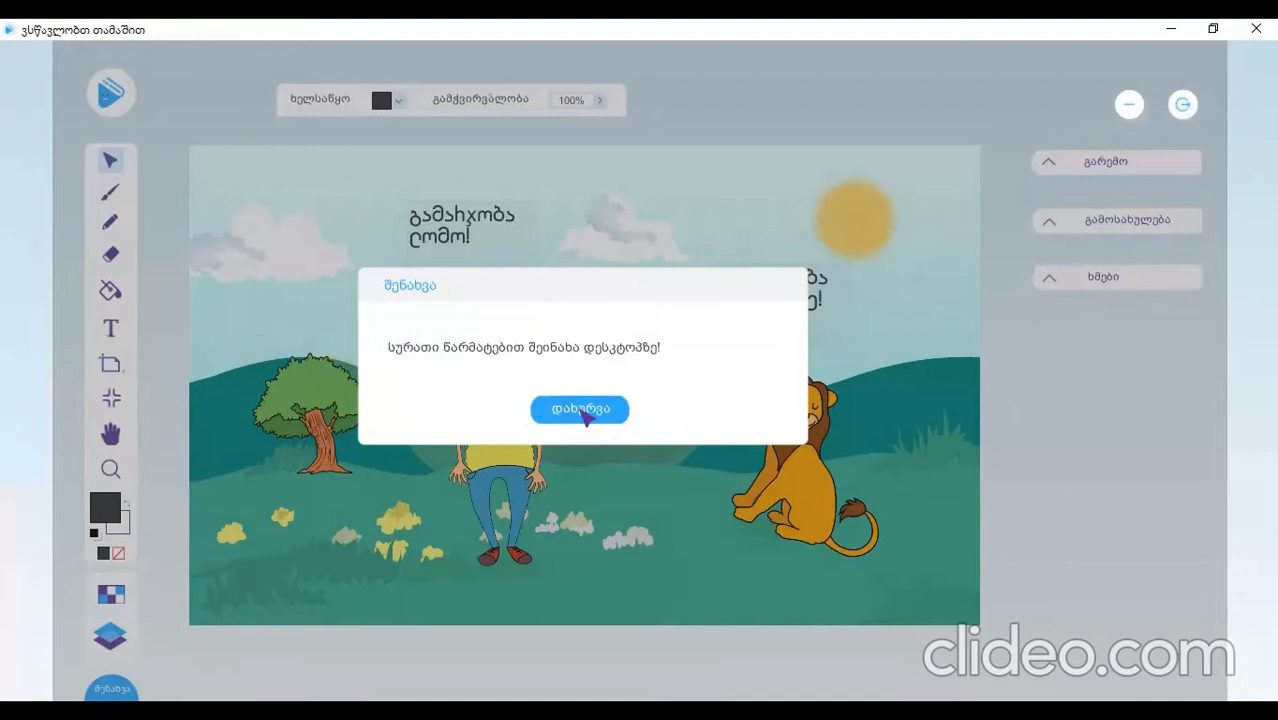 ვსწავლობთ თამაშით
ხელსაწყო გამჭვირვალობა 100%
გარემო
გამოსახულება
ხმები
გამარჯობა
ლომო!
ბა
ე!
შენახვა
სურათი წარმატებით შეინახა დესკტოპზე!
დახურვა
T
შენახვა
clideo.com